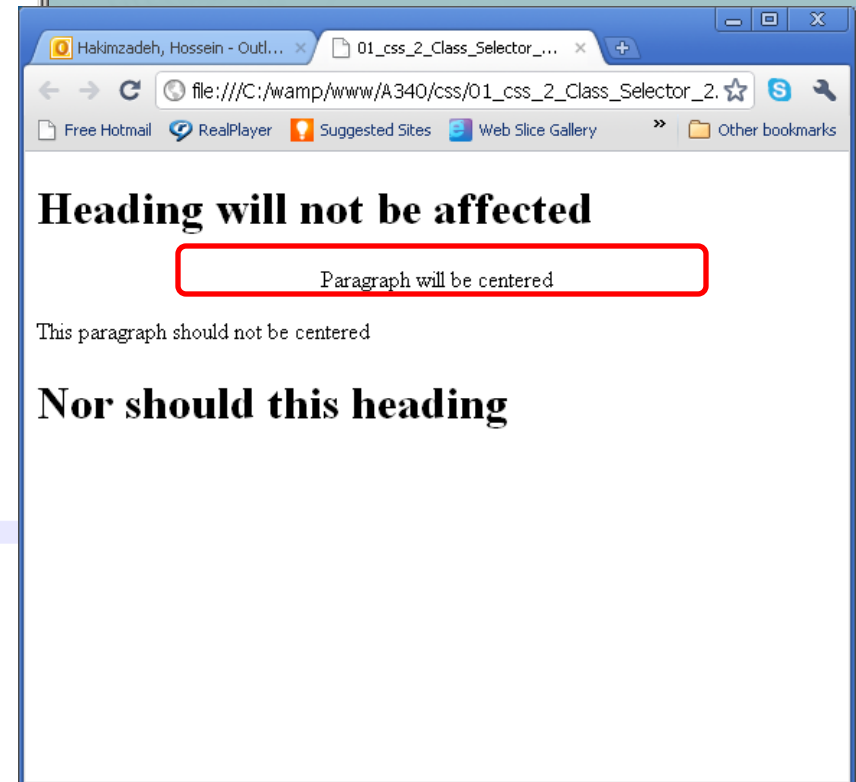 Hakimzadeh, Hossein - Outl...
01_css_2_Class_Selector_...
file:///C:/wamp/www/A340/css/01_css_2_Class_Selector_2.
Free Hotmail RealPlayer Suggested Sites Web Slice Gallery » Other bookmarks
Heading will not be affected
Paragraph will be centered
This paragraph should not be centered
Nor should this heading